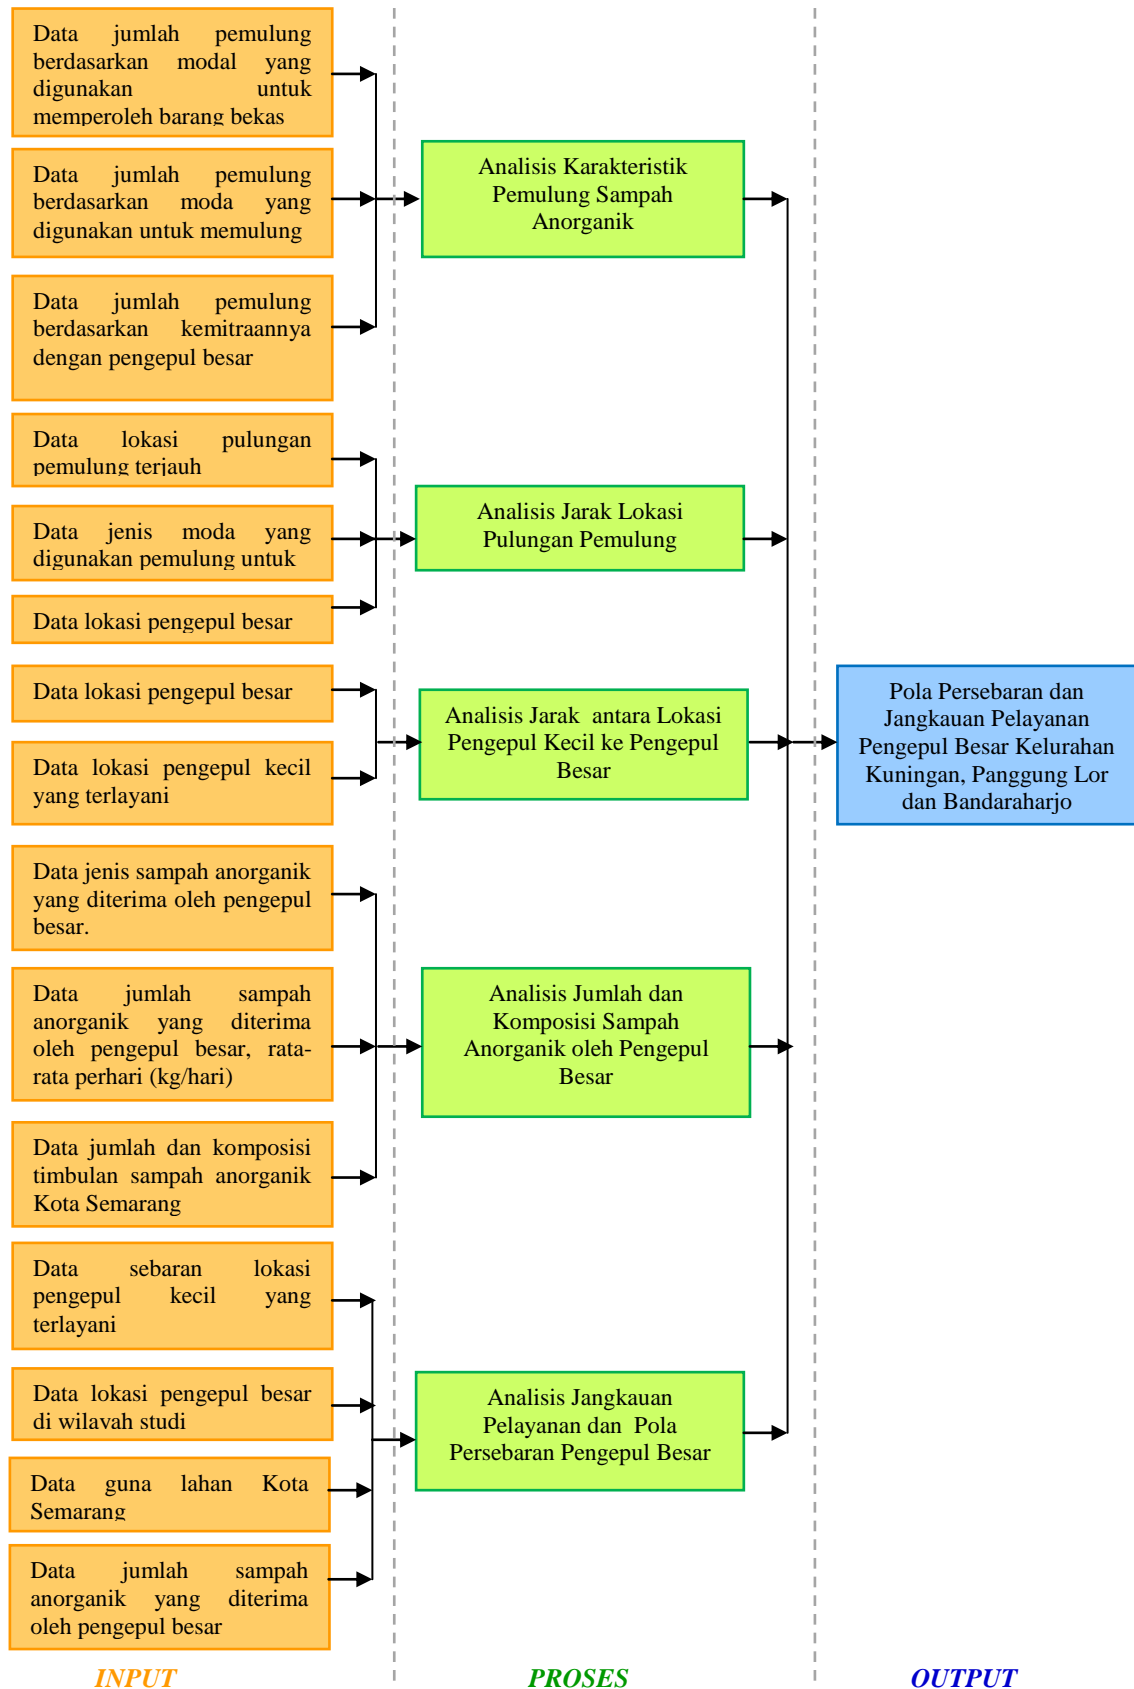 Data jumlah pemulung
berdasarkan modal yang
digunakan untuk
memperoleh barang bekas
Data jumlah pemulung
berdasarkan moda yang
digunakan untuk memulung
Data jumlah pemulung
berdasarkan kemitraannya
dengan pengepul besar
Data lokasi pulungan
pemulung terjauh
Data jenis moda yang
digunakan pemulung untuk
Data lokasi pengepul besar
Data lokasi pengepul besar
Data lokasi pengepul kecil
yang terlayani
Data jenis sampah anorganik
yang diterima oleh pengepul
besar.
Data jumlah sampah
anorganik yang diterima
oleh pengepul besar, rata-
rata perhari (kg/hari)
Data jumlah dan komposisi
timbulan sampah anorganik
Kota Semarang
Data sebaran lokasi
pengepul kecil yang
terlayani
Data lokasi pengepul besar
di wilayah studi
Data guna lahan Kota
Semarang
Data jumlah sampah
anorganik yang diterima
oleh pengepul besar
INPUT
Analisis Karakteristik
Pemulung Sampah
Anorganik
Analisis Jarak Lokasi
Pulungan Pemulung
Analisis Jarak antara Lokasi
Pengepul Kecil ke Pengepul
Besar
Analisis Jumlah dan
Komposisi Sampah
Anorganik oleh Pengepul
Besar
Analisis Jangkauan
Pelayanan dan Pola
Persebaran Pengepul Besar
PROSES
Pola Persebaran dan
Jangkauan Pelayanan
Pengepul Besar Kelurahan
Kuningan, Panggung Lor
dan Bandaraharjo
OUTPUT